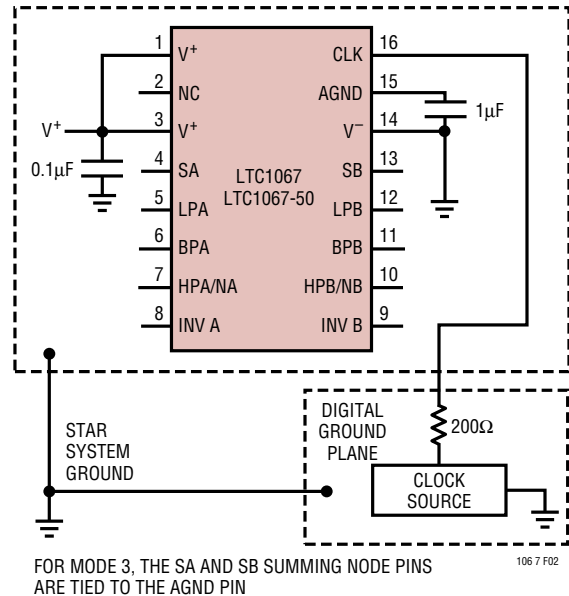 1
V+
2
NC
3
V+
V+
0.1μF
4
SA
5
LPA
6
BPA
7
HPA/NA
8
INV A
LTC1067
LTC1067-50
16
CLK
15
AGND
1μF
14
V−
13
SB
12
LPB
11
BPB
10
HPB/NB
9
INV B
STAR
SYSTEM
GROUND
DIGITAL
GROUND
PLANE
200Ω
CLOCK
SOURCE
FOR MODE 3, THE SA AND SB SUMMING NODE PINS
ARE TIED TO THE AGND PIN
106 7 F02